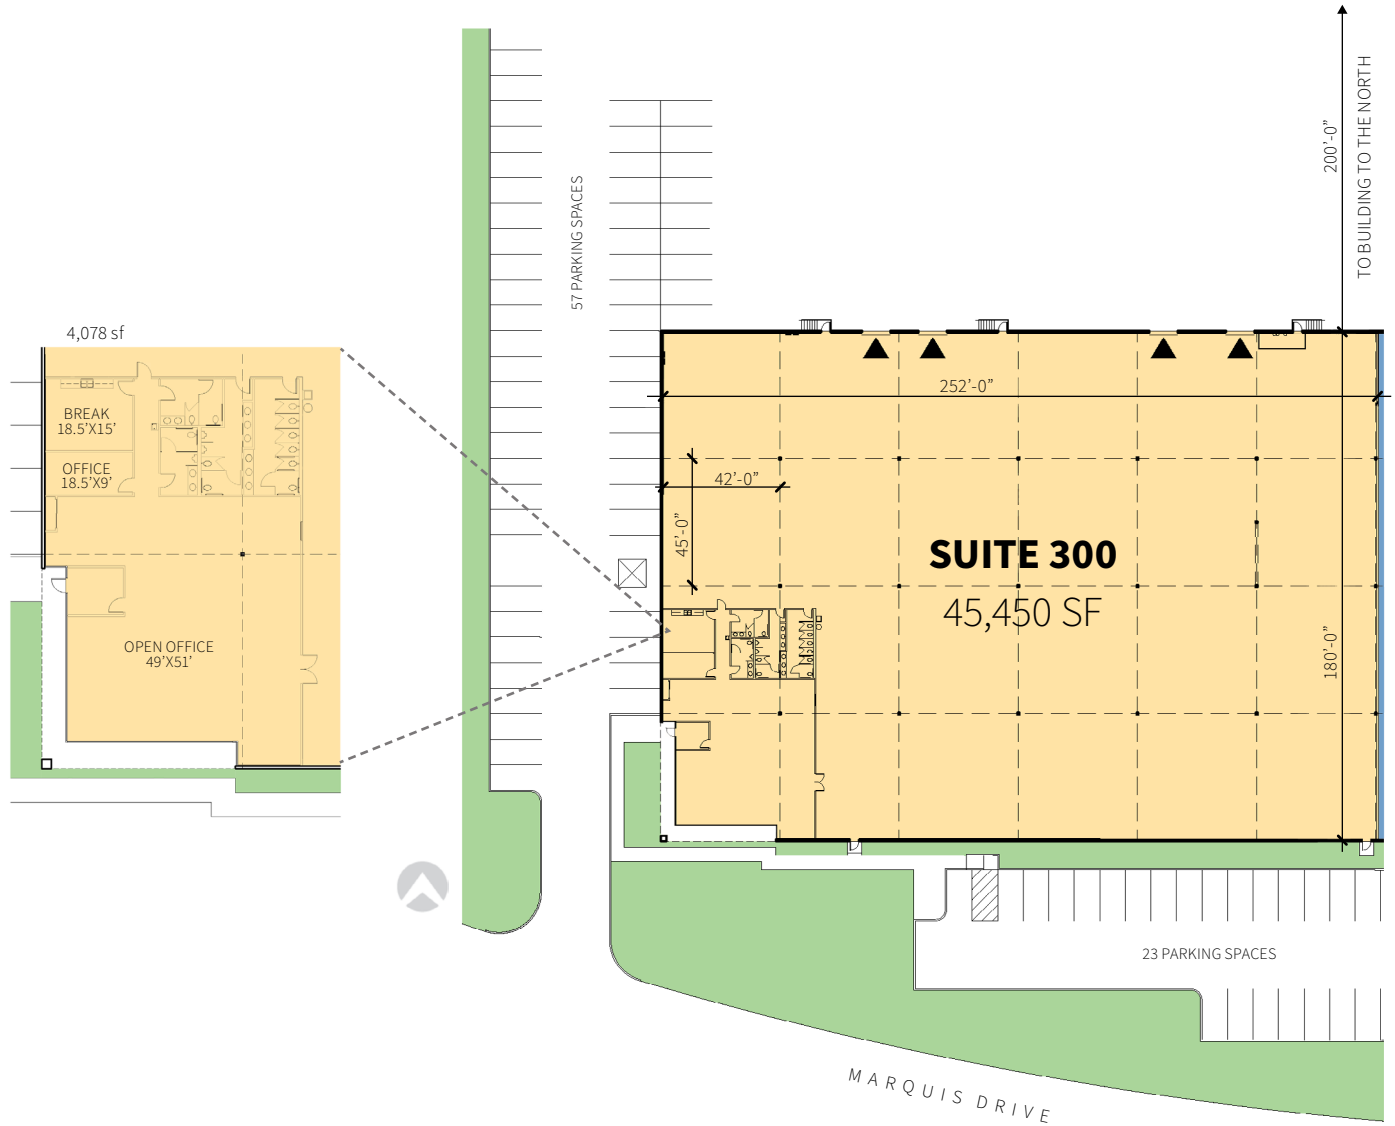 200’-0”
TO BUILDING TO THE NORTH
57 PARKING SPACES
4,078 sf
BREAK
18.5’X15’
OFFICE
18.5’X9’
OPEN OFFICE
49’X51’
252’-0”
42’-0”
45’-0”
SUITE 300
45,450 SF
180’-0”
23 PARKING SPACES
MARQUIS DRIVE